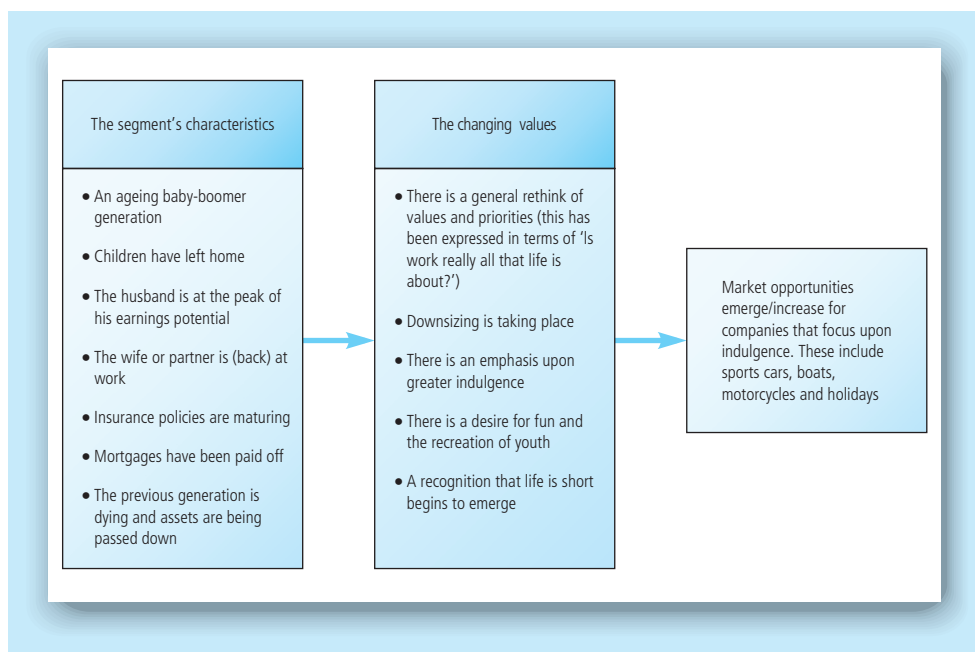 The segment's characteristics
• An ageing baby-boomer
generation
• Children have left home
• The husband is at the peak of
his earnings potential
• The wife or partner is (back) at
work
• Insurance policies are maturing
• Mortgages have been paid off
• The previous generation is
dying and assets are being
passed down
The changing values
• There is a general rethink of
values and priorities (this has
been expressed in terms of ‘Is
work really all that life is
about?’)
• Downsizing is taking place
• There is an emphasis upon
greater indulgence
• There is a desire for fun and
the recreation of youth
• A recognition that life is short
begins to emerge
Market opportunities
emerge/increase for
companies that focus upon
indulgence. These include
sports cars, boats,
motorcycles and holidays